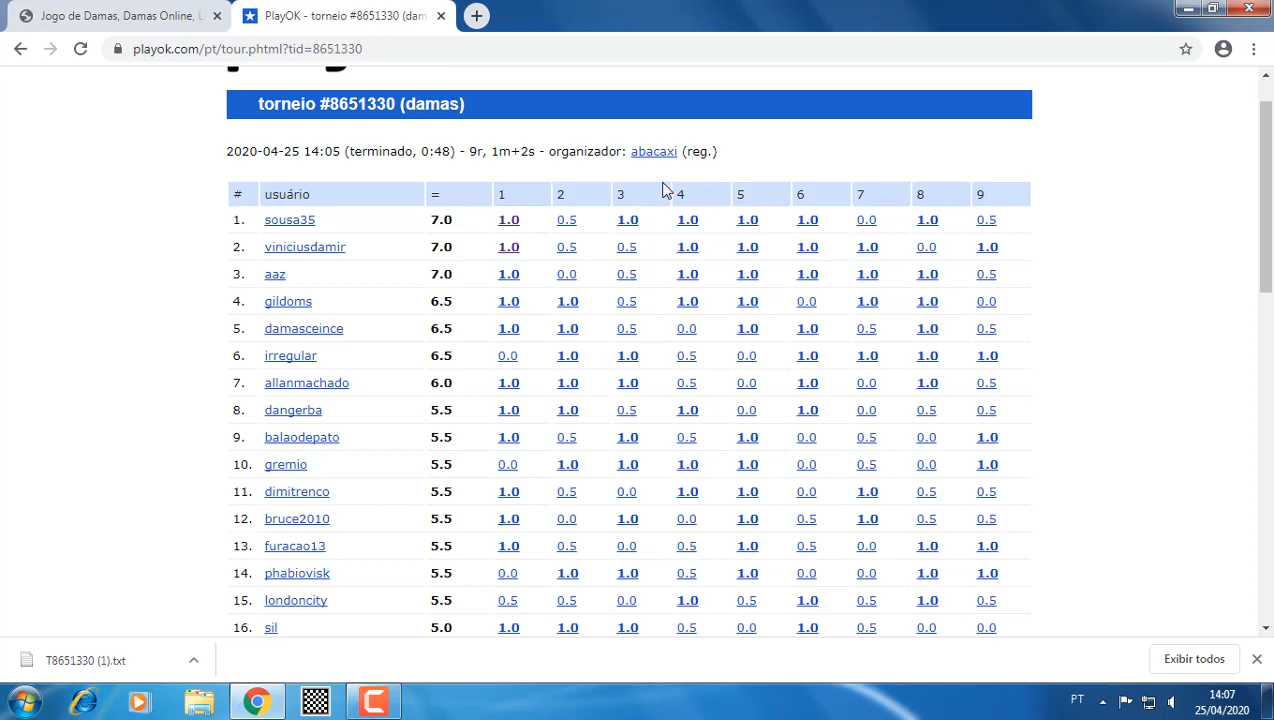 Jogo de Damas, Damas Online, L
PlayOK - torneio #8651330 (dam
playok.com/pt/tour.phtml?tid=8651330
torneio #8651330 (damas)
2020-04-25 14:05 (terminado, 0:48) - 9r, 1m+2s - organizador: abacaxi (reg.)
# usuário = 1 2 3 4 5 6 7 8 9
1. sousa35 7.0 1.0 0.5 1.0 1.0 1.0 1.0 0.0 1.0 0.5
2. viniciusdamir 7.0 1.0 0.5 0.5 1.0 1.0 1.0 1.0 0.0 1.0
3. aaz 7.0 1.0 0.0 0.5 1.0 1.0 1.0 1.0 1.0 0.5
4. gildoms 6.5 1.0 1.0 0.5 1.0 1.0 0.0 1.0 1.0 0.0
5. damasceince 6.5 1.0 1.0 0.5 0.0 1.0 1.0 0.5 1.0 0.5
6. irregular 6.5 0.0 1.0 1.0 0.5 0.0 1.0 1.0 1.0 1.0
7. allanmachado 6.0 1.0 1.0 1.0 0.5 0.0 1.0 0.0 1.0 0.5
8. dangerba 5.5 1.0 1.0 0.5 1.0 0.0 1.0 0.0 0.5 0.5
9. balaodepato 5.5 1.0 0.5 1.0 0.5 1.0 0.0 0.5 0.0 1.0
10. gremio 5.5 0.0 1.0 1.0 1.0 1.0 0.0 0.5 0.0 1.0
11. dimitrenco 5.5 1.0 0.5 0.0 1.0 1.0 0.0 1.0 0.5 0.5
12. bruce2010 5.5 1.0 0.0 1.0 0.0 1.0 0.5 1.0 0.5 0.5
13. furacao13 5.5 1.0 0.5 0.0 0.5 1.0 0.5 0.0 1.0 1.0
14. phabiovisk 5.5 0.0 1.0 1.0 0.5 1.0 0.0 0.0 1.0 1.0
15. londoncity 5.5 0.5 0.5 0.0 1.0 0.5 1.0 0.5 1.0 0.5
16. sil 5.0 1.0 1.0 1.0 0.5 0.0 1.0 0.5 0.0 0.0
T8651330 (1).txt
Exibir todos
PT
14:07
25/04/2020